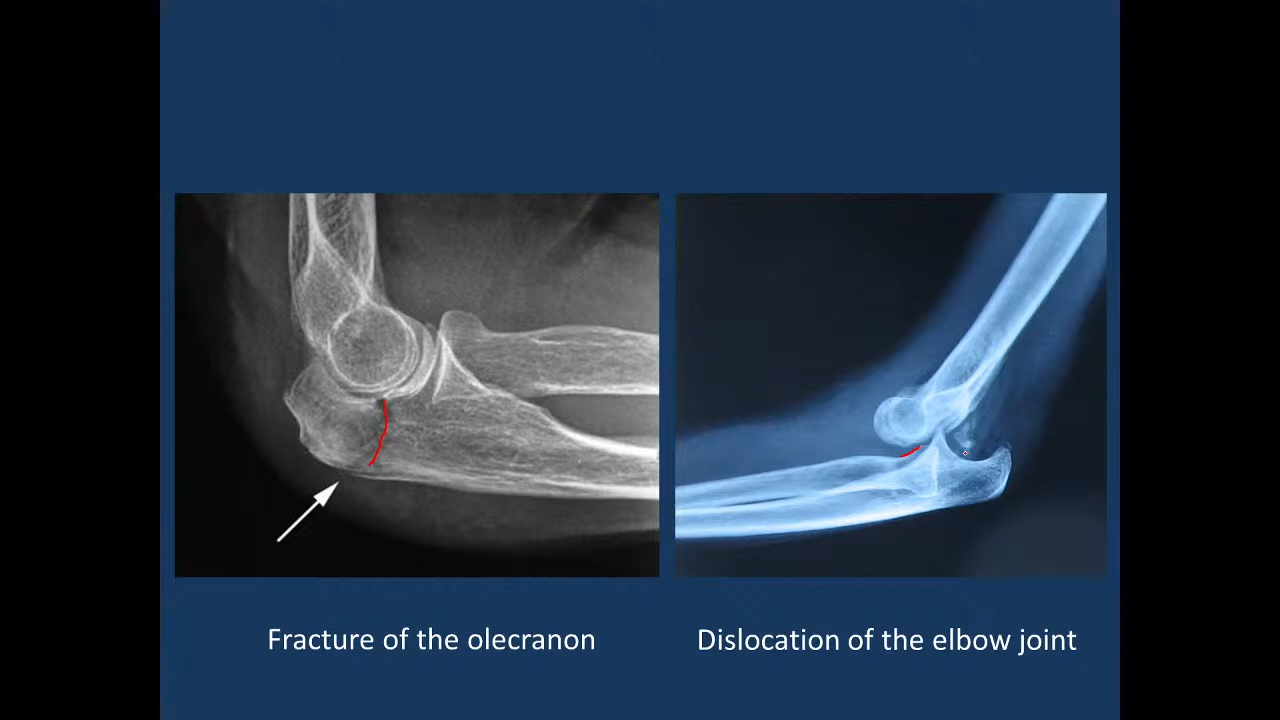 Fracture of the olecranon
Dislocation of the elbow joint